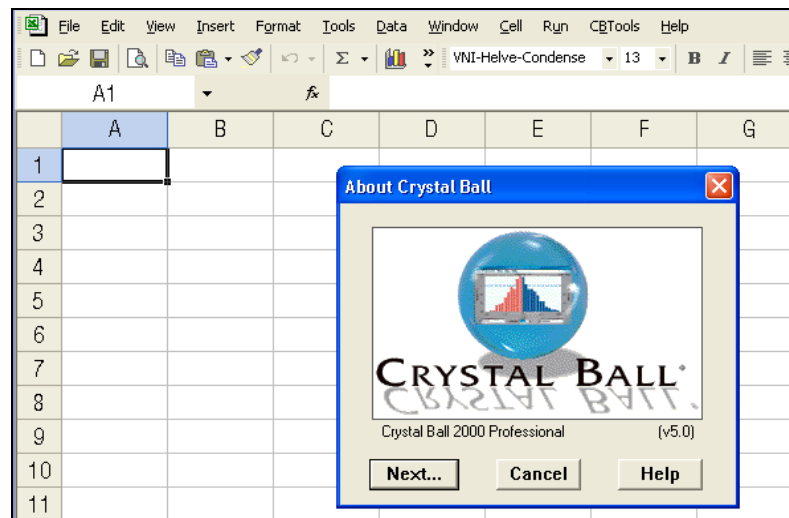 File Edit View Insert Format Tools Data Window Cell Run CBTools Help
Σ VNI-Helve-Condense 13 B I
A1 fx
A B C D E F G
1
About Crystal Ball
2
3
4
5
6
7
CRYSTAL BALL
8
9
Crystal Ball 2000 Professional (v5.0)
10
Next... Cancel Help
11